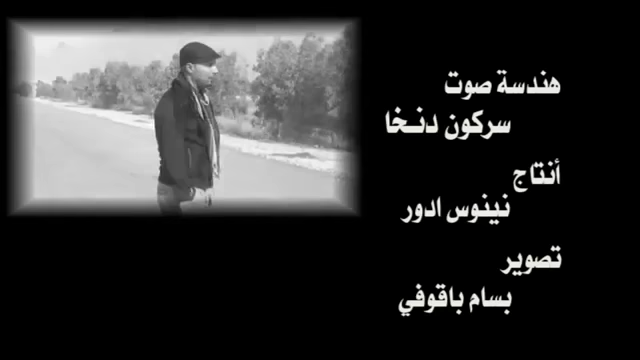 هندسة صوت
سركون دنخا
أنتاج
نينوس ادور
تصوير
بسام باقوفي